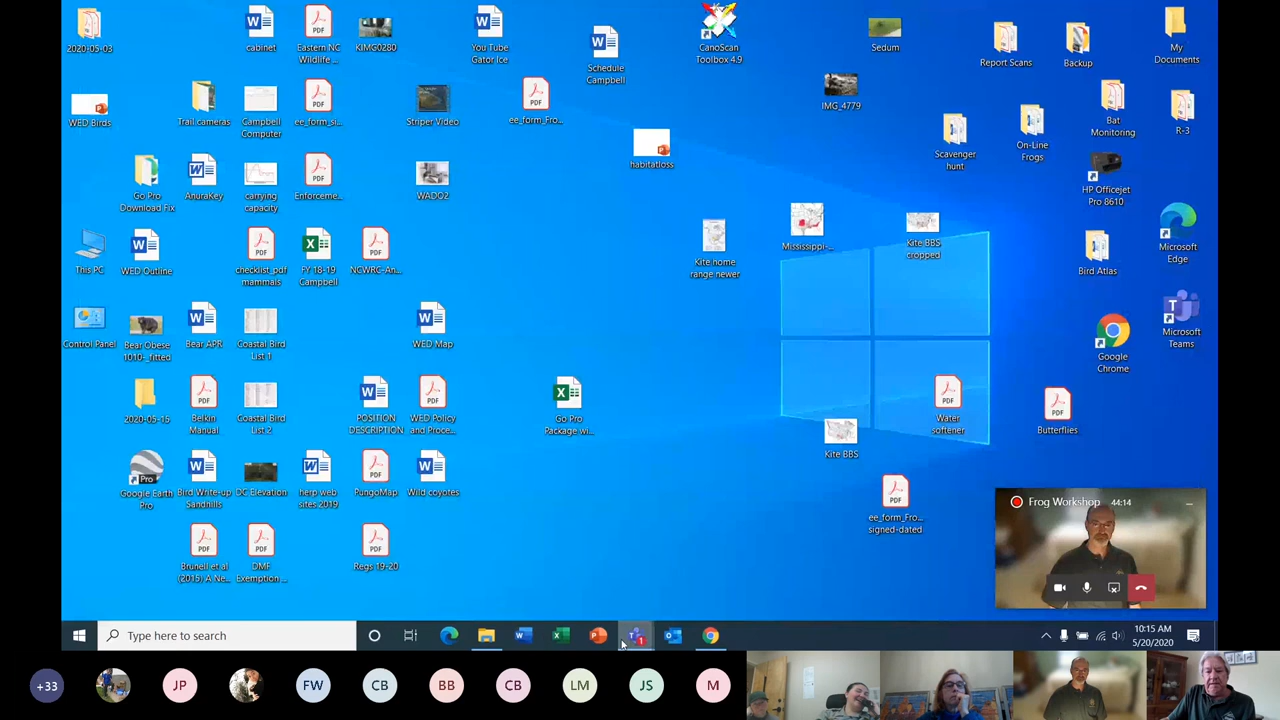 2020-05-03
cabinet
Eastern NC
Wildlife ...
KIMG0280
You Tube
Gator Ice
Schedule
Campbell
CanoScan
Toolbox 4.9
Sedum
Report Scans
Backup
My
Documents
WED Birds
Trail cameras
Campbell
Computer
ee_form_si...
Striper Video
ee_form_Fro...
habitatloss
IMG_4779
Scavenger
hunt
On-Line
Frogs
Bat
Monitoring
R-3
Go Pro
Download Fix
AnuraKey
carrying
capacity
Enforceme...
WADO2
HP Officejet
Pro 8610
This PC
WED Outline
checklist_pdf
mammals
FY 18-19
Campbell
NCWRC-An...
Kite home
range newer
Mississippi-...
Kite BBS
cropped
Bird Atlas
Microsoft
Edge
Control Panel
Bear Obese
1010-_fitted
Bear APR
Coastal Bird
List 1
WED Map
Google
Chrome
Microsoft
Teams
2020-05-15
Belkin
Manual
Coastal Bird
List 2
POSITION
DESCRIPTION
WED Policy
and Proce...
Go Pro
Package wi...
Kite BBS
Water
softener
Butterflies
Google Earth
Pro
Bird Write-up
Sandhills
DC Elevation
herp web
sites 2019
PungoMap
Wild coyotes
ee_form_Fro...
signed-dated
Brunell et al
(2015) A Ne...
DMF
Exemption ...
Regs 19-20
Frog Workshop 44:14
Type here to search
10:15 AM
5/20/2020
+33
JP
FW
CB
BB
CB
LM
JS
M